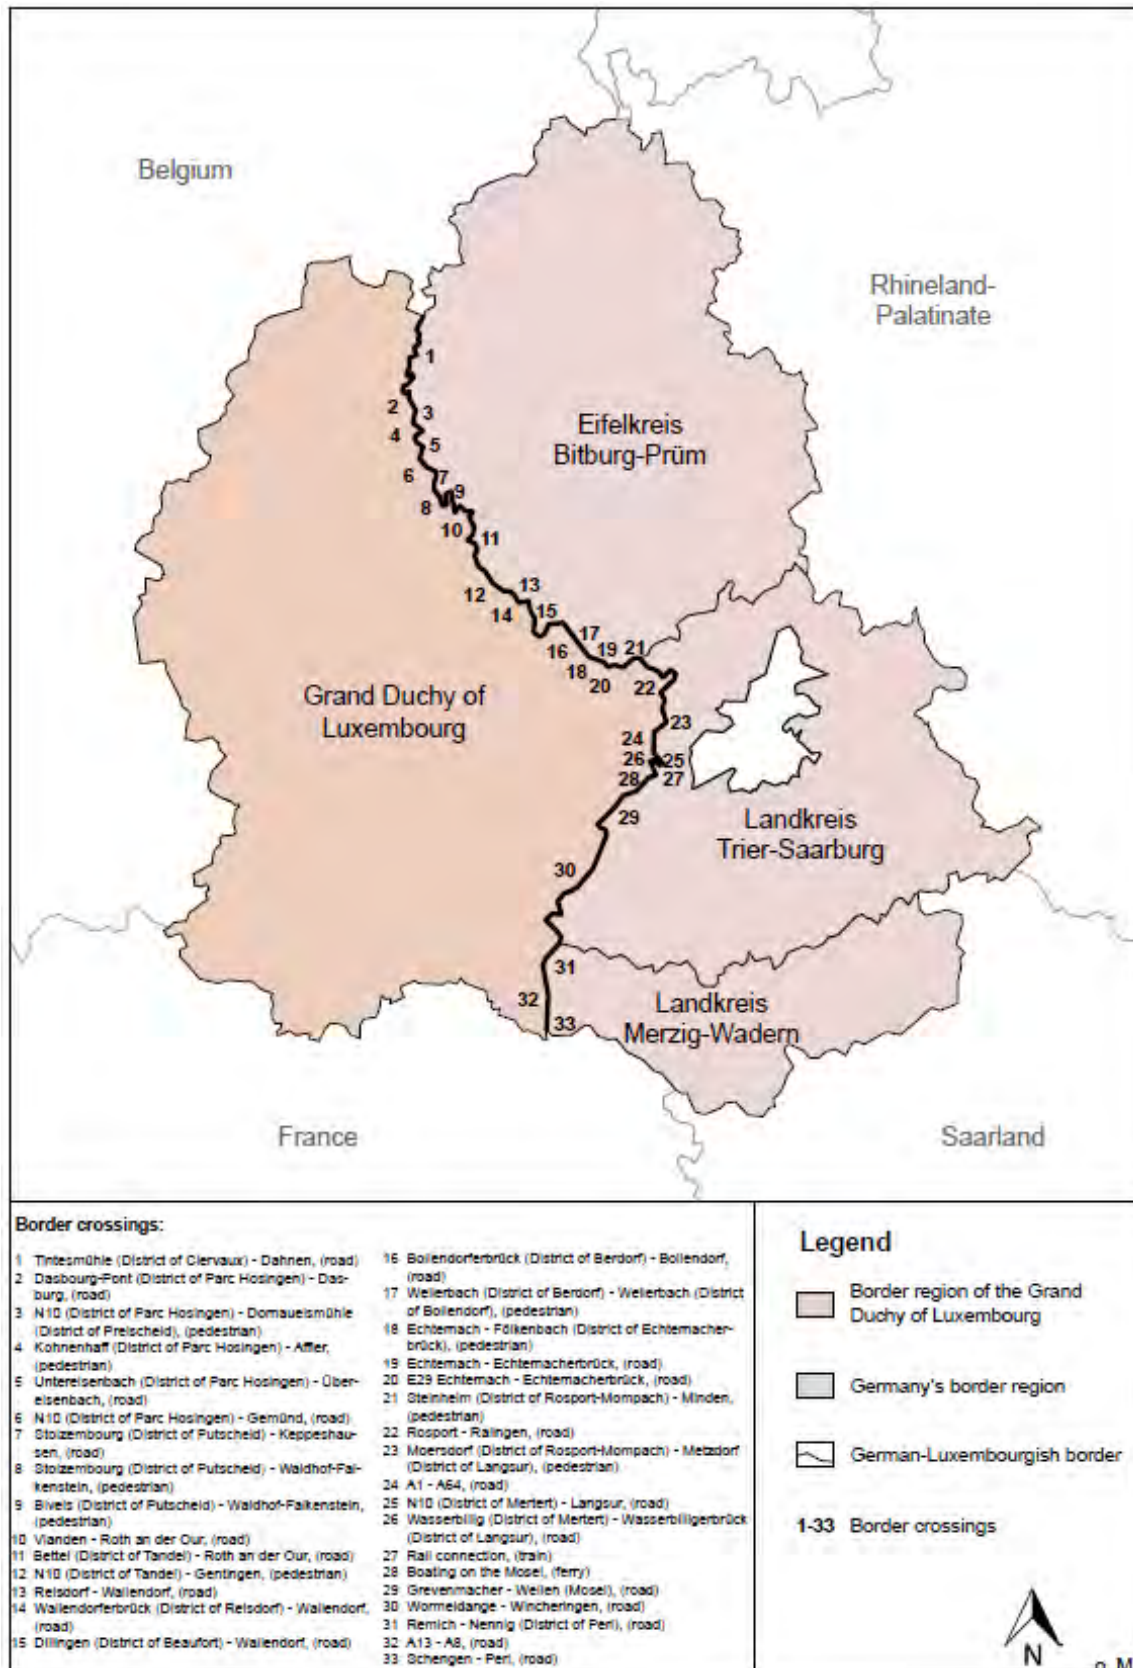 Belgium
Rhineland-
Palatinate
Eifelkreis
Bitburg-Prüm
1
2
3
4
5
6
7
8
9
10
11
12
13
14
15
16
17
18
19
20
21
22
23
24
25
26
27
28
29
30
31
32
33
Grand Duchy of
Luxembourg
Landkreis
Trier-Saarburg
Landkreis
Merzig-Wadern
France
Saarland
Border crossings:
1 Tintesmühle (District of Clervaux) - Dahnen, (road)
2 Dasbourg-Pont (District of Parc Hosingen) - Das-
burg, (road)
3 N10 (District of Parc Hosingen) - Domauelsmühle
(District of Preischeid), (pedestrian)
4 Kohnenhaff (District of Parc Hosingen) - Affler,
(pedestrian)
5 Untereisenbach (District of Parc Hosingen) - Über-
eisenbach, (road)
6 N10 (District of Parc Hosingen) - Gemünd, (road)
7 Stolzembourg (District of Putscheid) - Keppeshau-
sen, (road)
8 Stolzembourg (District of Putscheid) - Waldhof-Fal-
kenstein, (pedestrian)
9 Bivels (District of Putscheid) - Waldhof-Falkenstein,
(pedestrian)
10 Vianden - Roth an der Our, (road)
11 Bettel (District of Tandel) - Roth an der Our, (road)
12 N10 (District of Tandel) - Gentingen, (pedestrian)
13 Reisdorf - Wallendorf, (road)
14 Wallendorferbrück (District of Reisdorf) - Wallendorf,
(road)
15 Dillingen (District of Beaufort) - Wallendorf, (road)
16 Bollendorferbrück (District of Berdorf) - Bollendorf,
(road)
17 Weilerbach (District of Berdorf) - Weilerbach (District
of Bollendorf), (pedestrian)
18 Echternach - Fölkenbach (District of Echternacher-
brück), (pedestrian)
19 Echternach - Echternacherbrück, (road)
20 E29 Echternach - Echternacherbrück, (road)
21 Steinheim (District of Rosport-Mompach) - Minden,
(pedestrian)
22 Rosport - Ralingen, (road)
23 Moersdorf (District of Rosport-Mompach) - Metzdorf
(District of Langsur), (pedestrian)
24 A1 - A64, (road)
25 N10 (District of Mertert) - Langsur, (road)
26 Wasserbillig (District of Mertert) - Wasserbilligerbrück
(District of Langsur), (road)
27 Rail connection, (train)
28 Boating on the Mosel, (ferry)
29 Grevenmacher - Wellen (Mosel), (road)
30 Wormeldange - Wincheringen, (road)
31 Remich - Nennig (District of Perl), (road)
32 A13 - A8, (road)
33 Schengen - Perl, (road)
Legend
Border region of the Grand
Duchy of Luxembourg
Germany's border region
German-Luxembourgish border
1-33 Border crossings
N